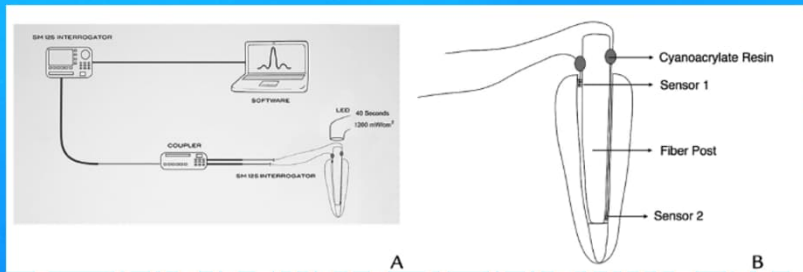 SM 125 INTERROGATOR
SOFTWARE
LED
40 Seconds
1200 mW/cm²
COUPLER
SM 125 INTERROGATOR
A
Cyanoacrylate Resin
Sensor 1
Fiber Post
Sensor 2
B